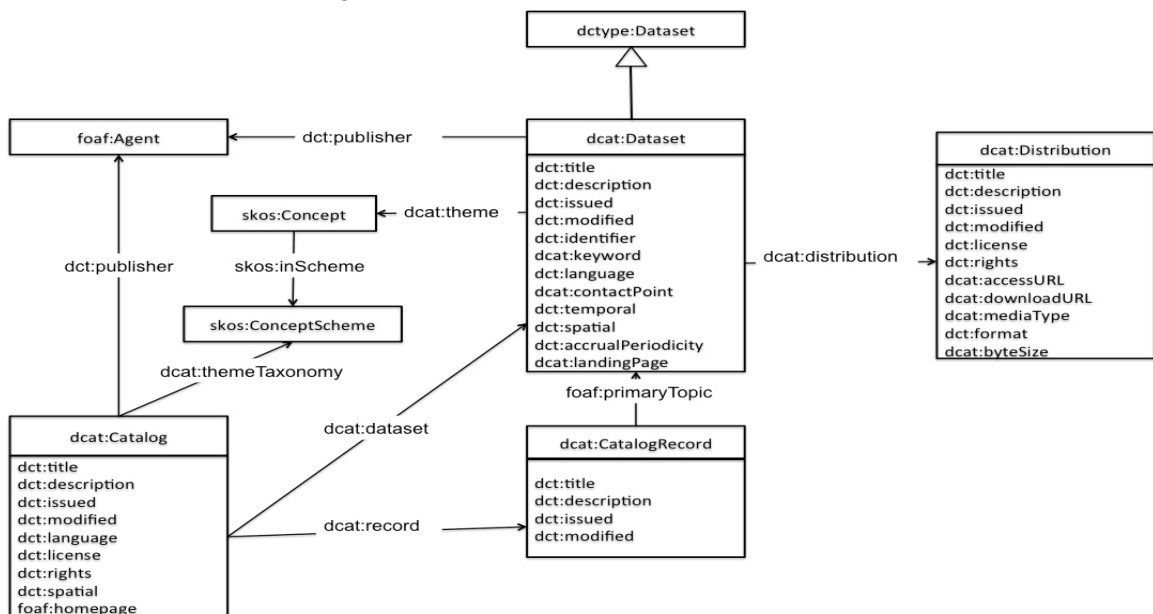 dctype:Dataset
foaf:Agent
dct:publisher
dcat:Dataset
dct:title
dct:description
dct:issued
dct:modified
dct:identifier
dcat:keyword
dct:language
dcat:contactPoint
dct:temporal
dct:spatial
dct:accrualPeriodicity
dcat:landingPage
dcat:Distribution
dct:title
dct:description
dct:issued
dct:modified
dct:license
dct:rights
dcat:accessURL
dcat:downloadURL
dcat:mediaType
dct:format
dcat:byteSize
skos:Concept
dcat:theme
dct:publisher
skos:inScheme
dcat:distribution
skos:ConceptScheme
dcat:themeTaxonomy
foaf:primaryTopic
dcat:Catalog
dct:title
dct:description
dct:issued
dct:modified
dct:language
dct:license
dct:rights
dct:spatial
foaf:homepage
dcat:dataset
dcat:record
dcat:CatalogRecord
dct:title
dct:description
dct:issued
dct:modified